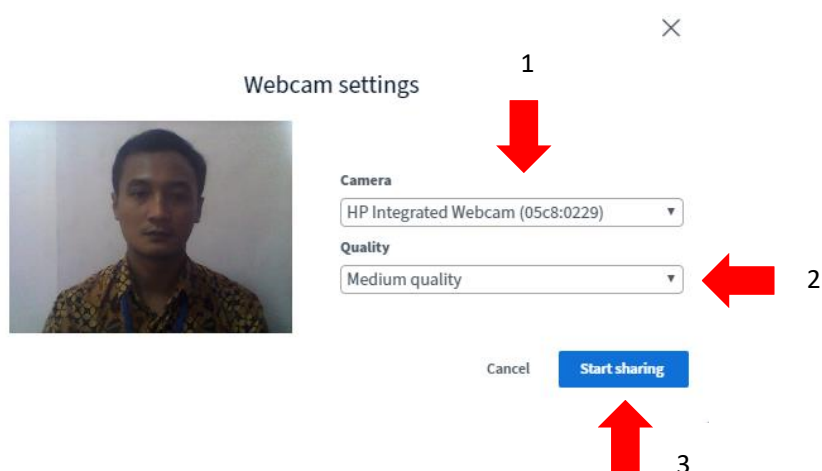 1
Webcam settings
Camera
HP Integrated Webcam (05c8:0229)
Quality
Medium quality
2
Cancel
Start sharing
3